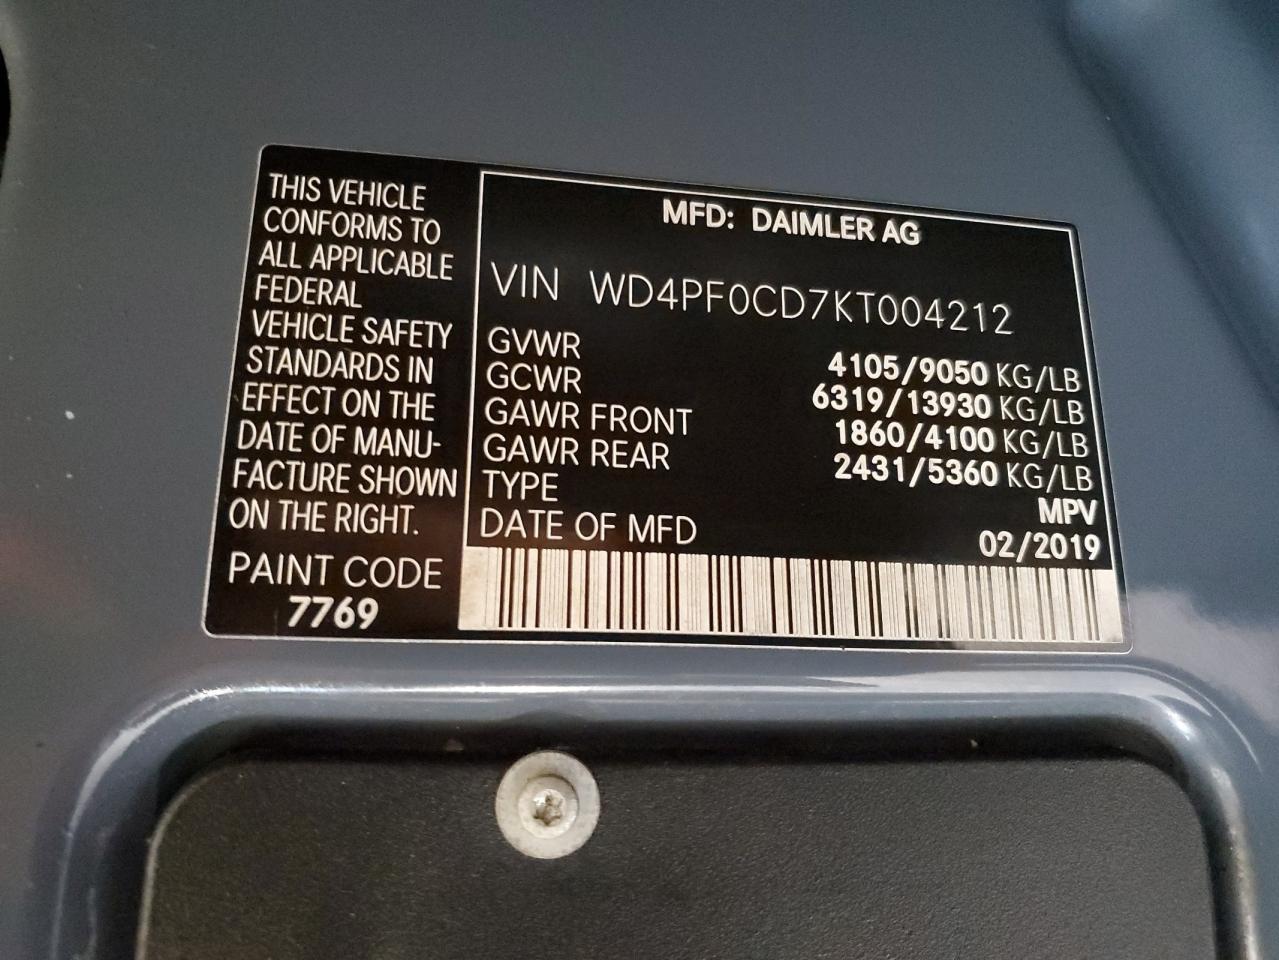 THIS VEHICLE
CONFORMS TO
ALL APPLICABLE
FEDERAL
VEHICLE SAFETY
STANDARDS IN
EFFECT ON THE
DATE OF MANU-
FACTURE SHOWN
ON THE RIGHT.
PAINT CODE
7769
MFD: DAIMLER AG
VIN WD4PF0CD7KT004212
GVWR 4105/9050 KG/LB
GCWR 6319/13930 KG/LB
GAWR FRONT 1860/4100 KG/LB
GAWR REAR 2431/5360 KG/LB
TYPE MPV
DATE OF MFD 02/2019